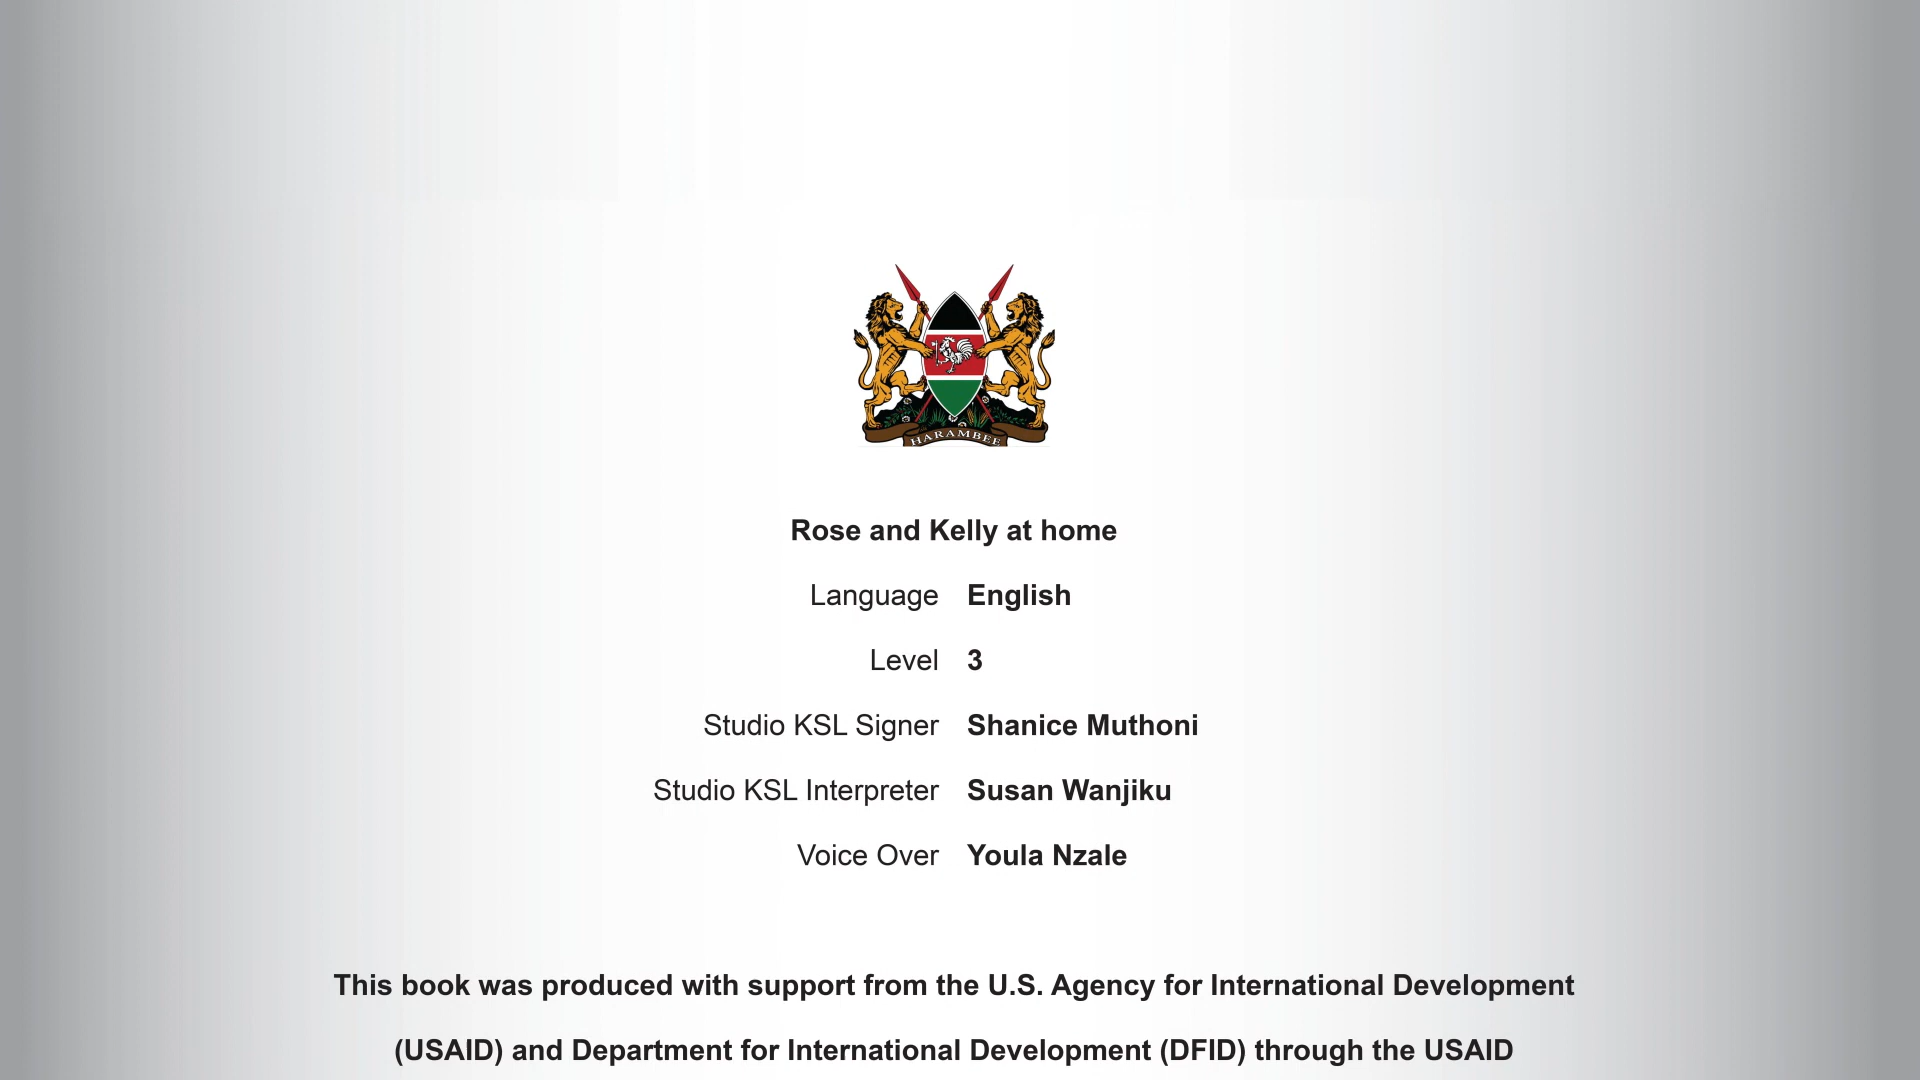 HARAMBEE
Rose and Kelly at home
Language English
Level 3
Studio KSL Signer Shanice Muthoni
Studio KSL Interpreter Susan Wanjiku
Voice Over Youla Nzale
This book was produced with support from the U.S. Agency for International Development
(USAID) and Department for International Development (DFID) through the USAID